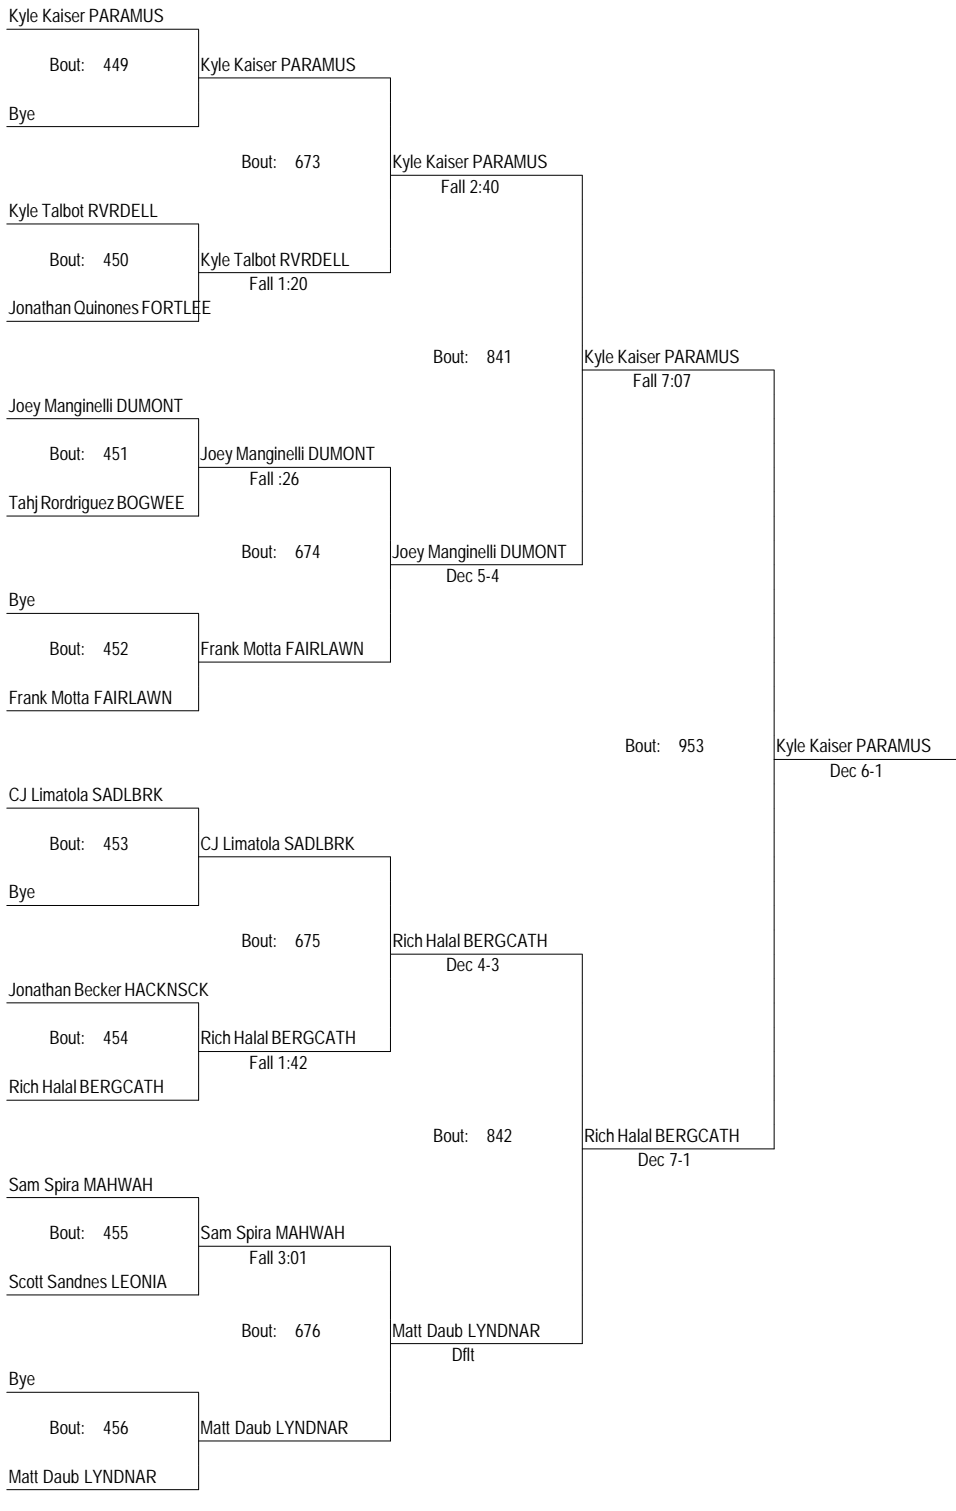 Kyle Kaiser PARAMUS
Bout: 449
Kyle Kaiser PARAMUS
Bye
Bout: 673
Kyle Kaiser PARAMUS
Fall 2:40
Kyle Talbot RVRDELL
Bout: 450
Kyle Talbot RVRDELL
Fall 1:20
Jonathan Quinones FORTLEE
Bout: 841
Kyle Kaiser PARAMUS
Fall 7:07
Joey Manginelli DUMONT
Bout: 451
Joey Manginelli DUMONT
Fall :26
Tahj Rordriguez BOGWEE
Bout: 674
Joey Manginelli DUMONT
Dec 5-4
Bye
Bout: 452
Frank Motta FAIRLAWN
Frank Motta FAIRLAWN
Bout: 953
Kyle Kaiser PARAMUS
Dec 6-1
CJ Limatola SADLBRK
Bout: 453
CJ Limatola SADLBRK
Bye
Bout: 675
Rich Halal BERGCATH
Dec 4-3
Jonathan Becker HACKNSCK
Bout: 454
Rich Halal BERGCATH
Fall 1:42
Rich Halal BERGCATH
Bout: 842
Rich Halal BERGCATH
Dec 7-1
Sam Spira MAHWAH
Bout: 455
Sam Spira MAHWAH
Fall 3:01
Scott Sandnes LEONIA
Bout: 676
Matt Daub LYNDNAR
Dflt
Bye
Bout: 456
Matt Daub LYNDNAR
Matt Daub LYNDNAR